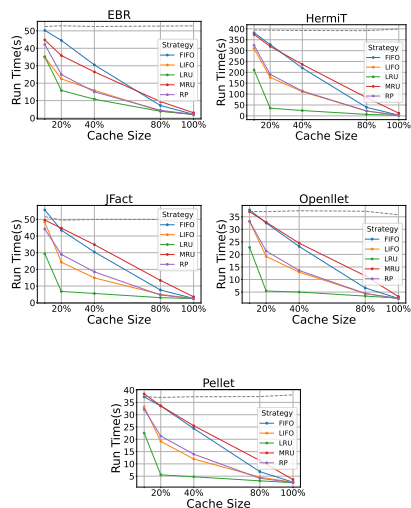 EBR
Run Time(s)
50
40
30
20
10
0
Strategy
FIFO
LIFO
LRU
MRU
RP
20% 40% 80% 100%
Cache Size
HermiT
Run Time(s)
400
350
300
250
200
150
100
50
0
Strategy
FIFO
LIFO
LRU
MRU
RP
20% 40% 80% 100%
Cache Size
JFact
Run Time(s)
50
40
30
20
10
0
Strategy
FIFO
LIFO
LRU
MRU
RP
20% 40% 80% 100%
Cache Size
Openllet
Run Time(s)
35
30
25
20
15
10
5
Strategy
FIFO
LIFO
LRU
MRU
RP
20% 40% 80% 100%
Cache Size
Pellet
Run Time(s)
40
35
30
25
20
15
10
5
Strategy
FIFO
LIFO
LRU
MRU
RP
20% 40% 80% 100%
Cache Size